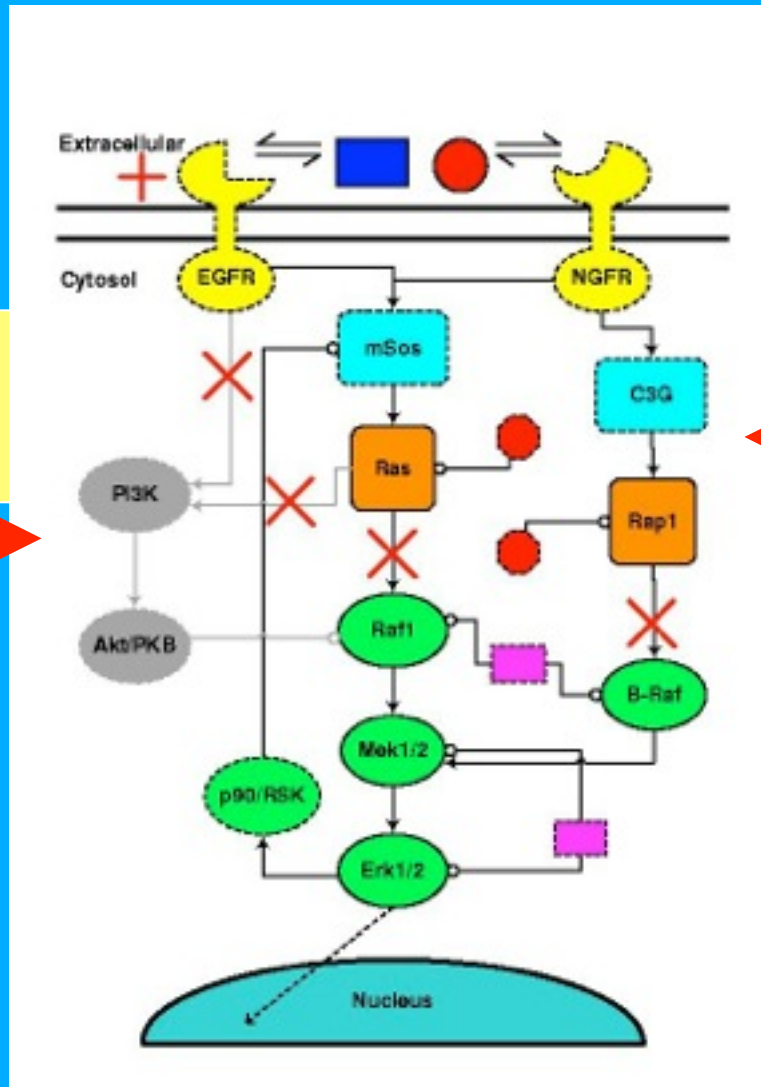 Extracellular
EGFR
NGFR
Cytosol
mSos
C3G
Ras
PI3K
Rap1
Raf1
Akt/PKB
B-Raf
Mek1/2
p90/RSK
Erk1/2
Nucleus